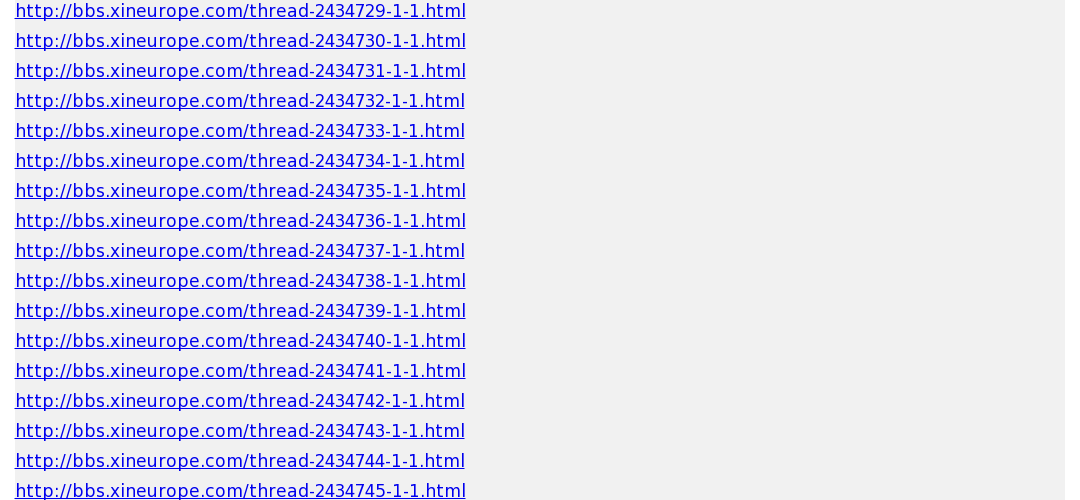 http://bbs.xineurope.com/thread-2434729-1-1.html
http://bbs.xineurope.com/thread-2434730-1-1.html
http://bbs.xineurope.com/thread-2434731-1-1.html
http://bbs.xineurope.com/thread-2434732-1-1.html
http://bbs.xineurope.com/thread-2434733-1-1.html
http://bbs.xineurope.com/thread-2434734-1-1.html
http://bbs.xineurope.com/thread-2434735-1-1.html
http://bbs.xineurope.com/thread-2434736-1-1.html
http://bbs.xineurope.com/thread-2434737-1-1.html
http://bbs.xineurope.com/thread-2434738-1-1.html
http://bbs.xineurope.com/thread-2434739-1-1.html
http://bbs.xineurope.com/thread-2434740-1-1.html
http://bbs.xineurope.com/thread-2434741-1-1.html
http://bbs.xineurope.com/thread-2434742-1-1.html
http://bbs.xineurope.com/thread-2434743-1-1.html
http://bbs.xineurope.com/thread-2434744-1-1.html
http://bbs.xineurope.com/thread-2434745-1-1.html